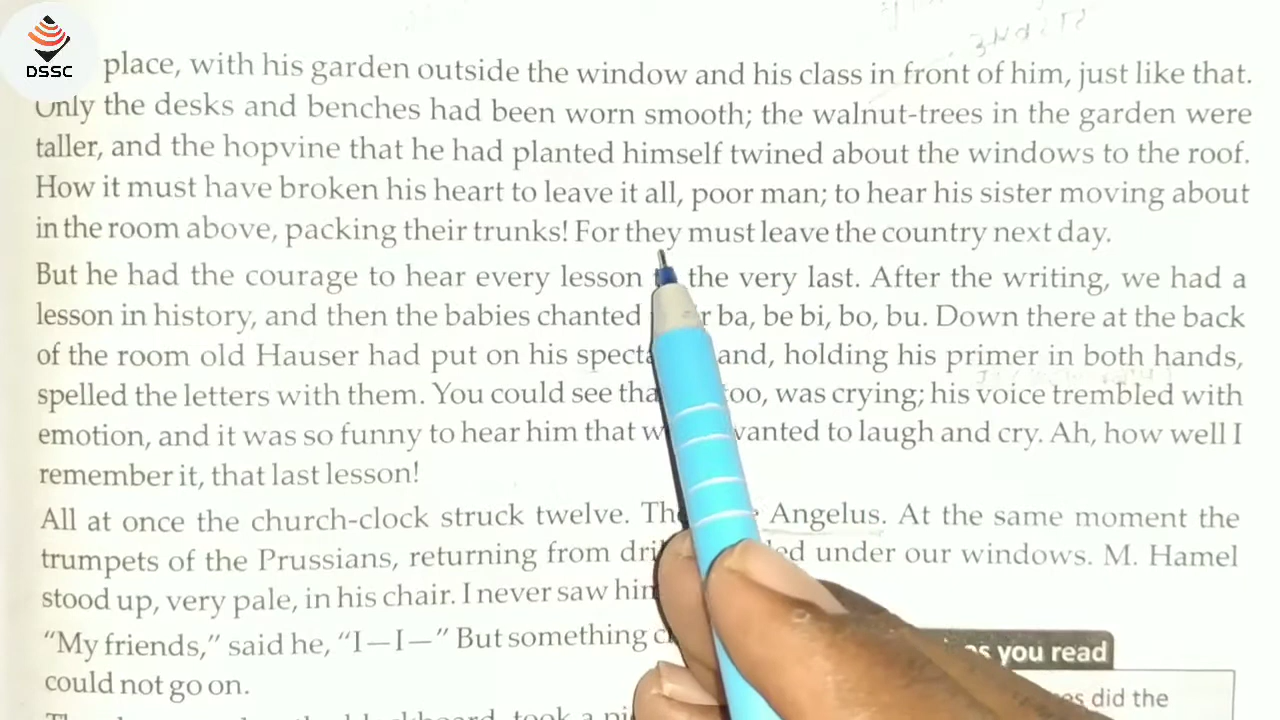 DSSC
place, with his garden outside the window and his class in front of him, just like that.
Only the desks and benches had been worn smooth; the walnut-trees in the garden were
taller, and the hopvine that he had planted himself twined about the windows to the roof.
How it must have broken his heart to leave it all, poor man; to hear his sister moving about
in the room above, packing their trunks! For they must leave the country next day.
But he had the courage to hear every lesson the very last. After the writing, we had a
lesson in history, and then the babies chanted ba, be bi, bo, bu. Down there at the back
of the room old Hauser had put on his and, holding his primer in both hands,
spelled the letters with them. You could see too, was crying; his voice trembled with
emotion, and it was so funny to hear him that wanted to laugh and cry. Ah, how well I
remember it, that last lesson!
All at once the church-clock struck twelve. Angelus. At the same moment the
trumpets of the Prussians, returning from under our windows. M. Hamel
stood up, very pale, in his chair. I never saw
“My friends,” said he, “I—I—” But something
could not go on.
you read
did the